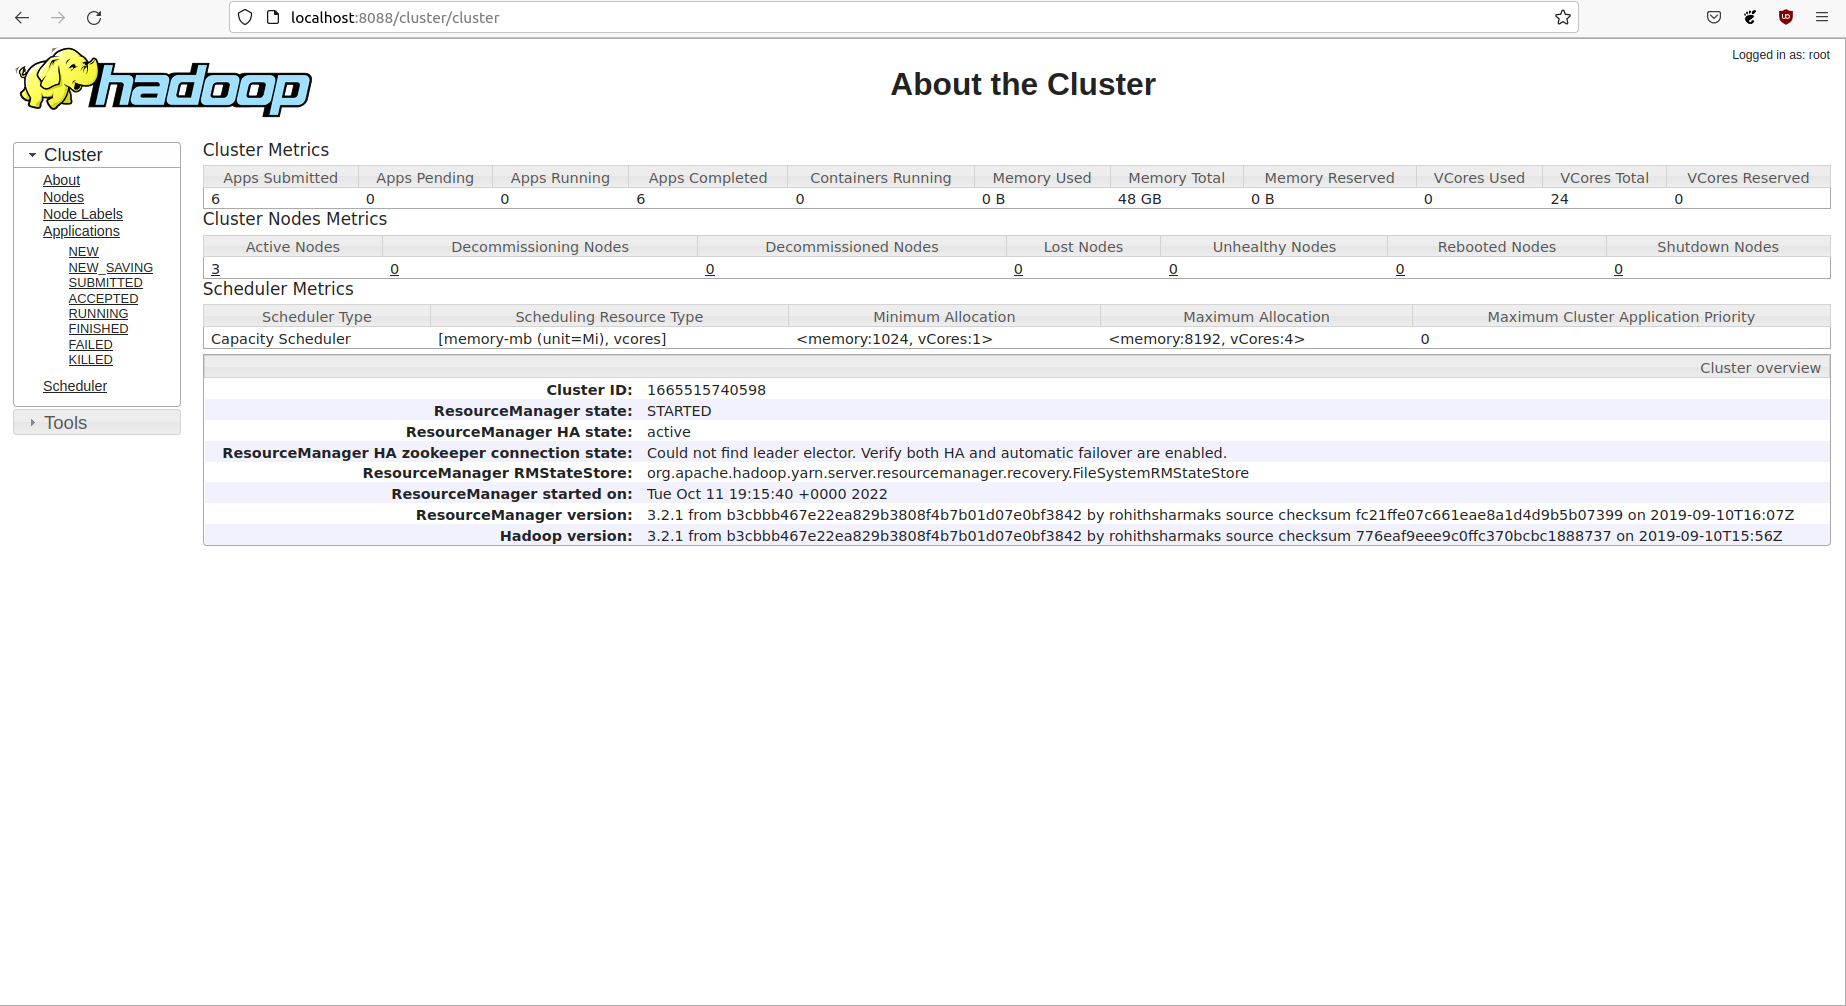 localhost:8088/cluster/cluster
Logged in as: root
hadoop
About the Cluster
Cluster
About
Nodes
Node Labels
Applications
NEW
NEW_SAVING
SUBMITTED
ACCEPTED
RUNNING
FINISHED
FAILED
KILLED
Scheduler
Tools
Cluster Metrics
Apps Submitted Apps Pending Apps Running Apps Completed Containers Running Memory Used Memory Total Memory Reserved VCores Used VCores Total VCores Reserved
6 0 0 6 0 0 B 48 GB 0 B 0 24 0
Cluster Nodes Metrics
Active Nodes Decommissioning Nodes Decommissioned Nodes Lost Nodes Unhealthy Nodes Rebooted Nodes Shutdown Nodes
3 0 0 0 0 0 0
Scheduler Metrics
Scheduler Type Scheduling Resource Type Minimum Allocation Maximum Allocation Maximum Cluster Application Priority
Capacity Scheduler [memory-mb (unit=Mi), vcores] <memory:1024, vCores:1> <memory:8192, vCores:4> 0
Cluster overview
Cluster ID: 1665515740598
ResourceManager state: STARTED
ResourceManager HA state: active
ResourceManager HA zookeeper connection state: Could not find leader elector. Verify both HA and automatic failover are enabled.
ResourceManager RMStateStore: org.apache.hadoop.yarn.server.resourcemanager.recovery.FileSystemRMStateStore
ResourceManager started on: Tue Oct 11 19:15:40 +0000 2022
ResourceManager version: 3.2.1 from b3cbbb467e22ea829b3808f4b7b01d07e0bf3842 by rohithsharmaks source checksum fc21ffe07c661eae8a1d4d9b5b07399 on 2019-09-10T16:07Z
Hadoop version: 3.2.1 from b3cbbb467e22ea829b3808f4b7b01d07e0bf3842 by rohithsharmaks source checksum 776eaf9eee9c0ffc370bcbc1888737 on 2019-09-10T15:56Z